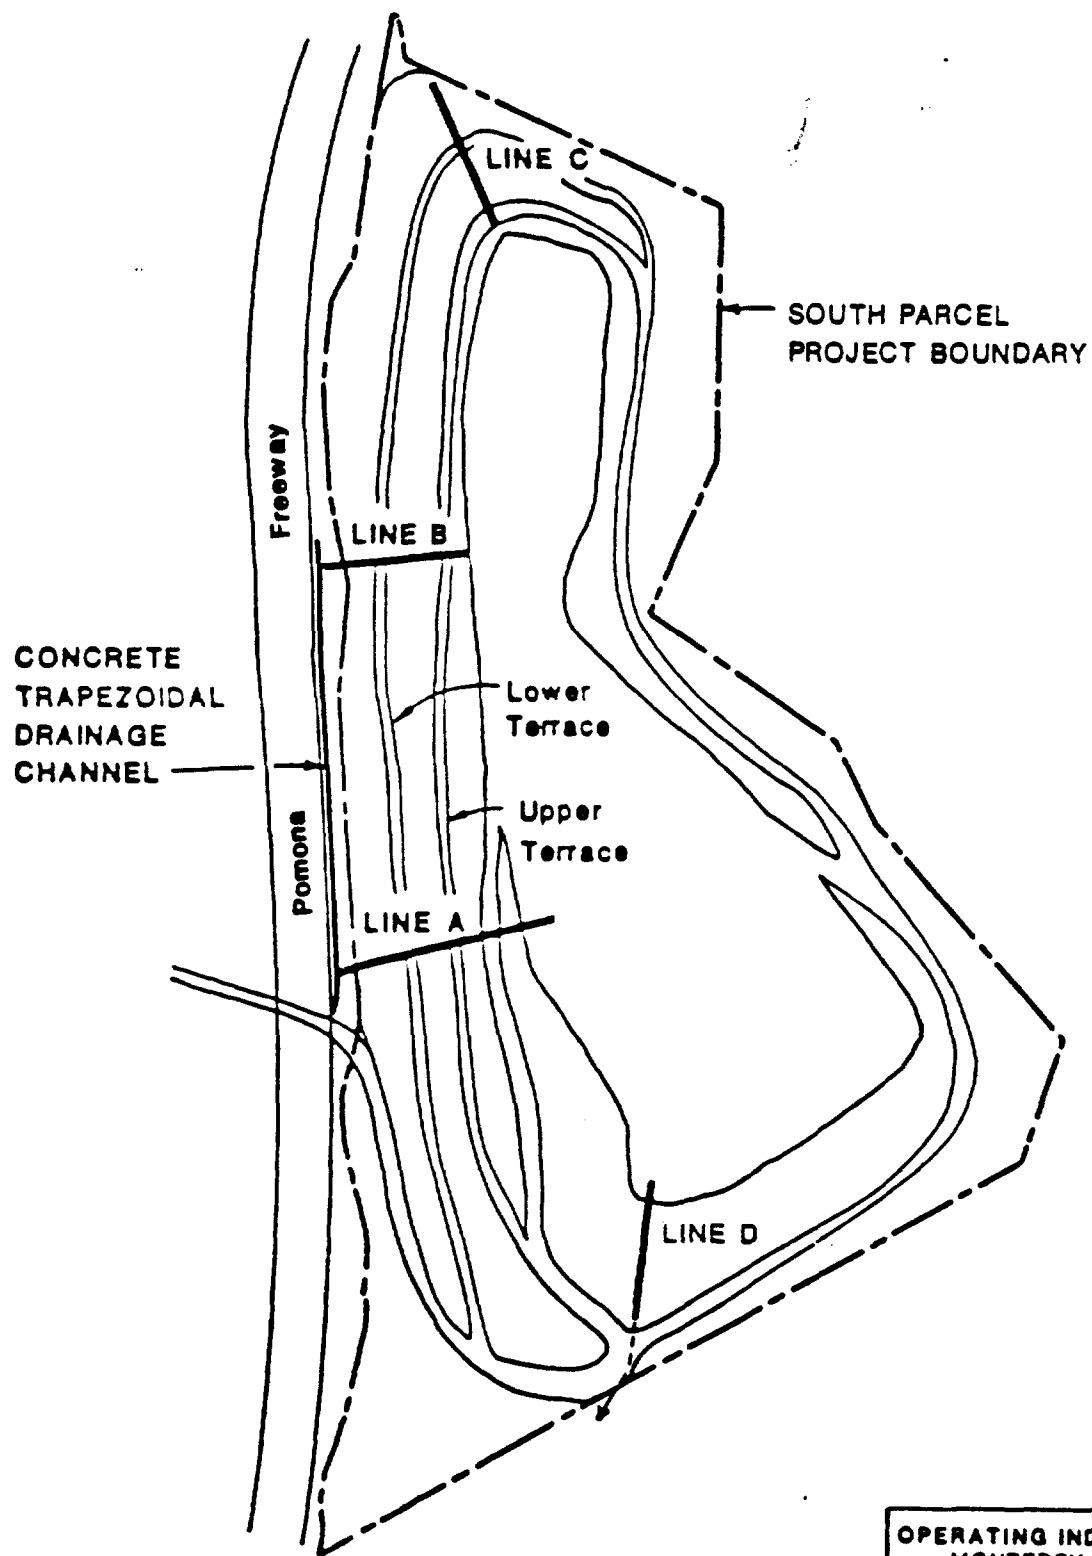 LINE C
SOUTH PARCEL
PROJECT BOUNDARY
Freeway
LINE B
CONCRETE
TRAPEZOIDAL
DRAINAGE
CHANNEL
Lower
Terrace
Upper
Terrace
Pomona
LINE A
LINE D
OPERATING IND